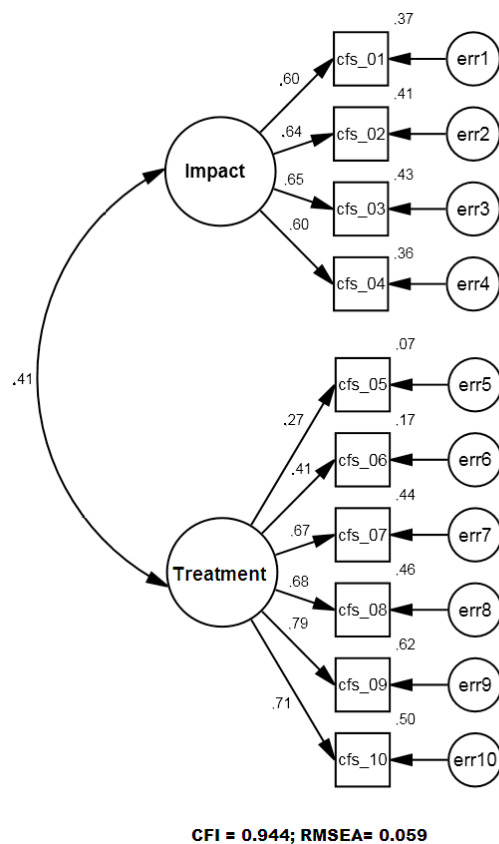 .37
.60
cfs_01
err1
.41
.64
cfs_02
err2
Impact
.65
.43
cfs_03
err3
.60
.36
cfs_04
err4
.41
.07
cfs_05
err5
.27
.17
.41
cfs_06
err6
.44
.67
cfs_07
err7
Treatment
.68
.46
cfs_08
err8
.79
.62
cfs_09
err9
.71
.50
cfs_10
err10
CFI = 0.944; RMSEA= 0.059